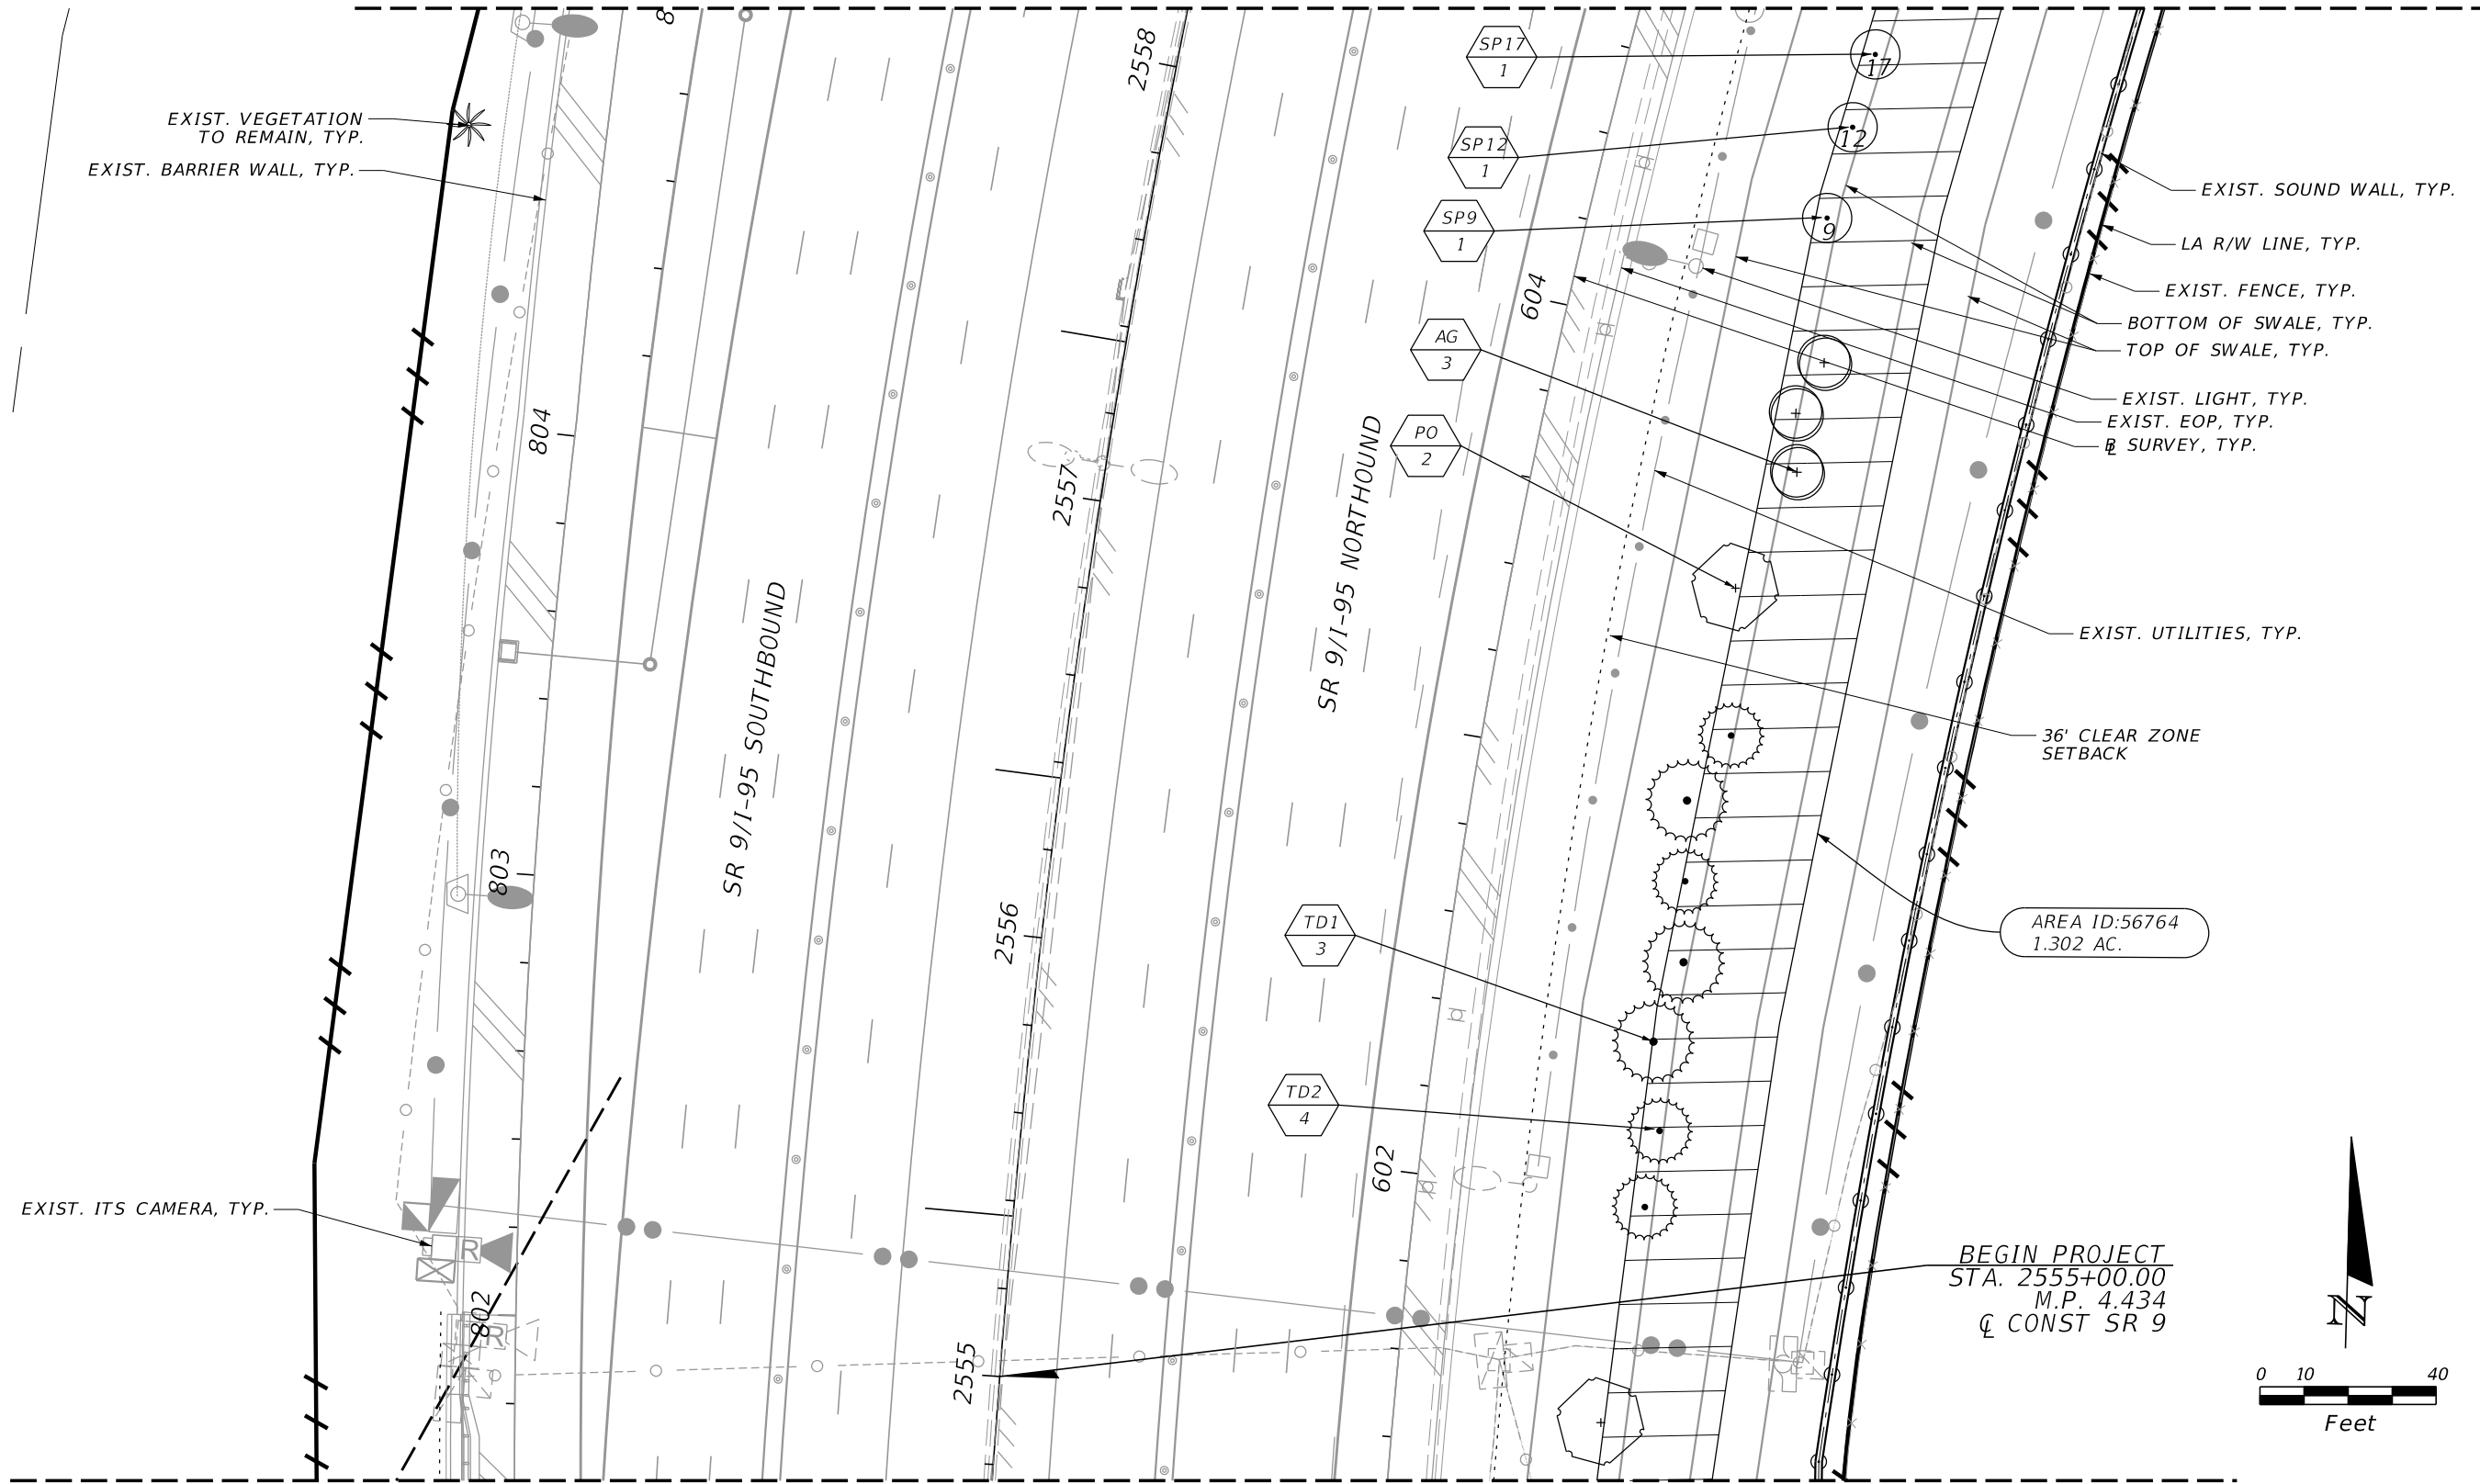 EXIST. VEGETATION
TO REMAIN, TYP.
EXIST. BARRIER WALL, TYP.
8
2558
SP17
1
17
SP12
1
12
SP9
1
9
604
EXIST. SOUND WALL, TYP.
LA R/W LINE, TYP.
EXIST. FENCE, TYP.
BOTTOM OF SWALE, TYP.
TOP OF SWALE, TYP.
EXIST. LIGHT, TYP.
EXIST. EOP, TYP.
BL SURVEY, TYP.
AG
3
PO
2
804
2557
SR 9/I-95 SOUTHBOUND
SR 9/I-95 NORTHBOUND
EXIST. UTILITIES, TYP.
36' CLEAR ZONE
SETBACK
803
2556
TD1
3
AREA ID:56764
1.302 AC.
TD2
4
602
EXIST. ITS CAMERA, TYP.
R
802
R
2555
BEGIN PROJECT
STA. 2555+00.00
M.P. 4.434
CL CONST SR 9
N
0 10 40
Feet